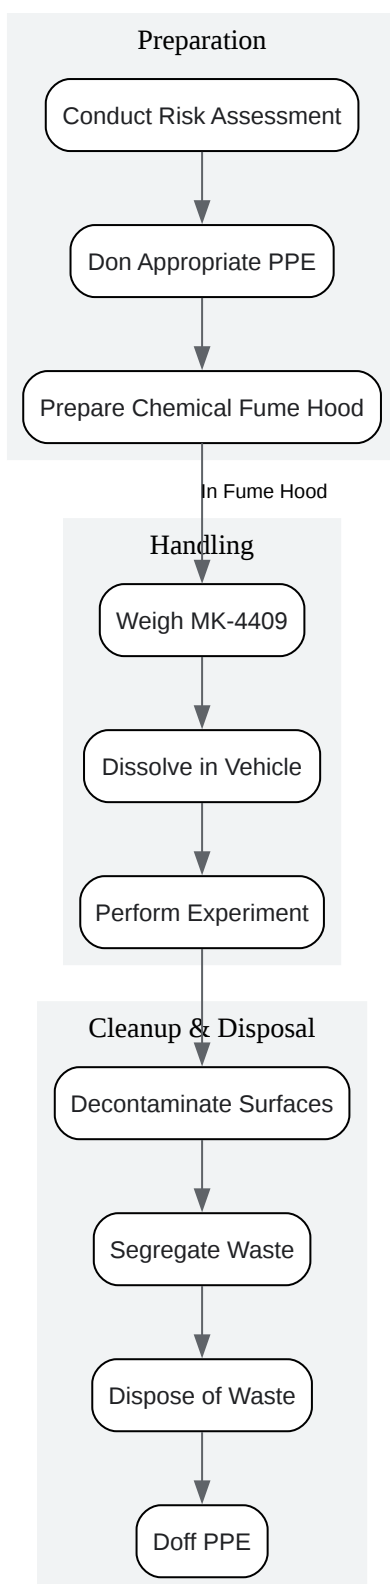 Preparation
Conduct Risk Assessment
Don Appropriate PPE
Prepare Chemical Fume Hood
In Fume Hood
Handling
Weigh MK-4409
Dissolve in Vehicle
Perform Experiment
Cleanup & Disposal
Decontaminate Surfaces
Segregate Waste
Dispose of Waste
Doff PPE